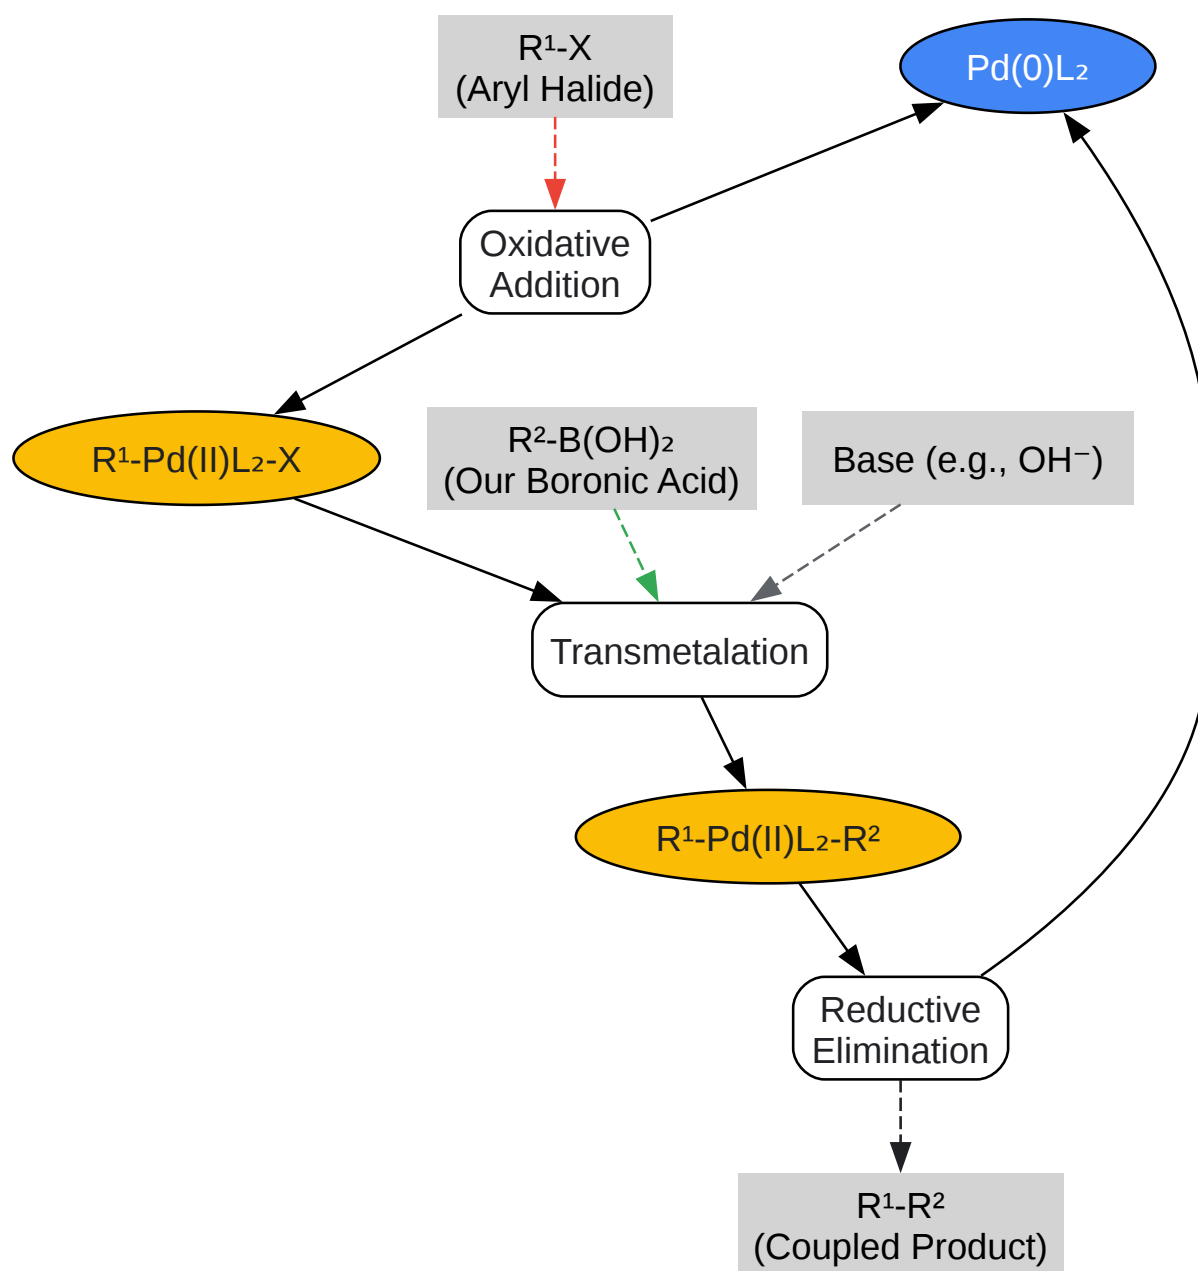 R¹-X
(Aryl Halide)
Pd(0)L₂
Oxidative
Addition
R¹-Pd(II)L₂-X
R²-B(OH)₂
(Our Boronic Acid)
Base (e.g., OH⁻)
Transmetalation
R¹-Pd(II)L₂-R²
Reductive
Elimination
R¹-R²
(Coupled Product)